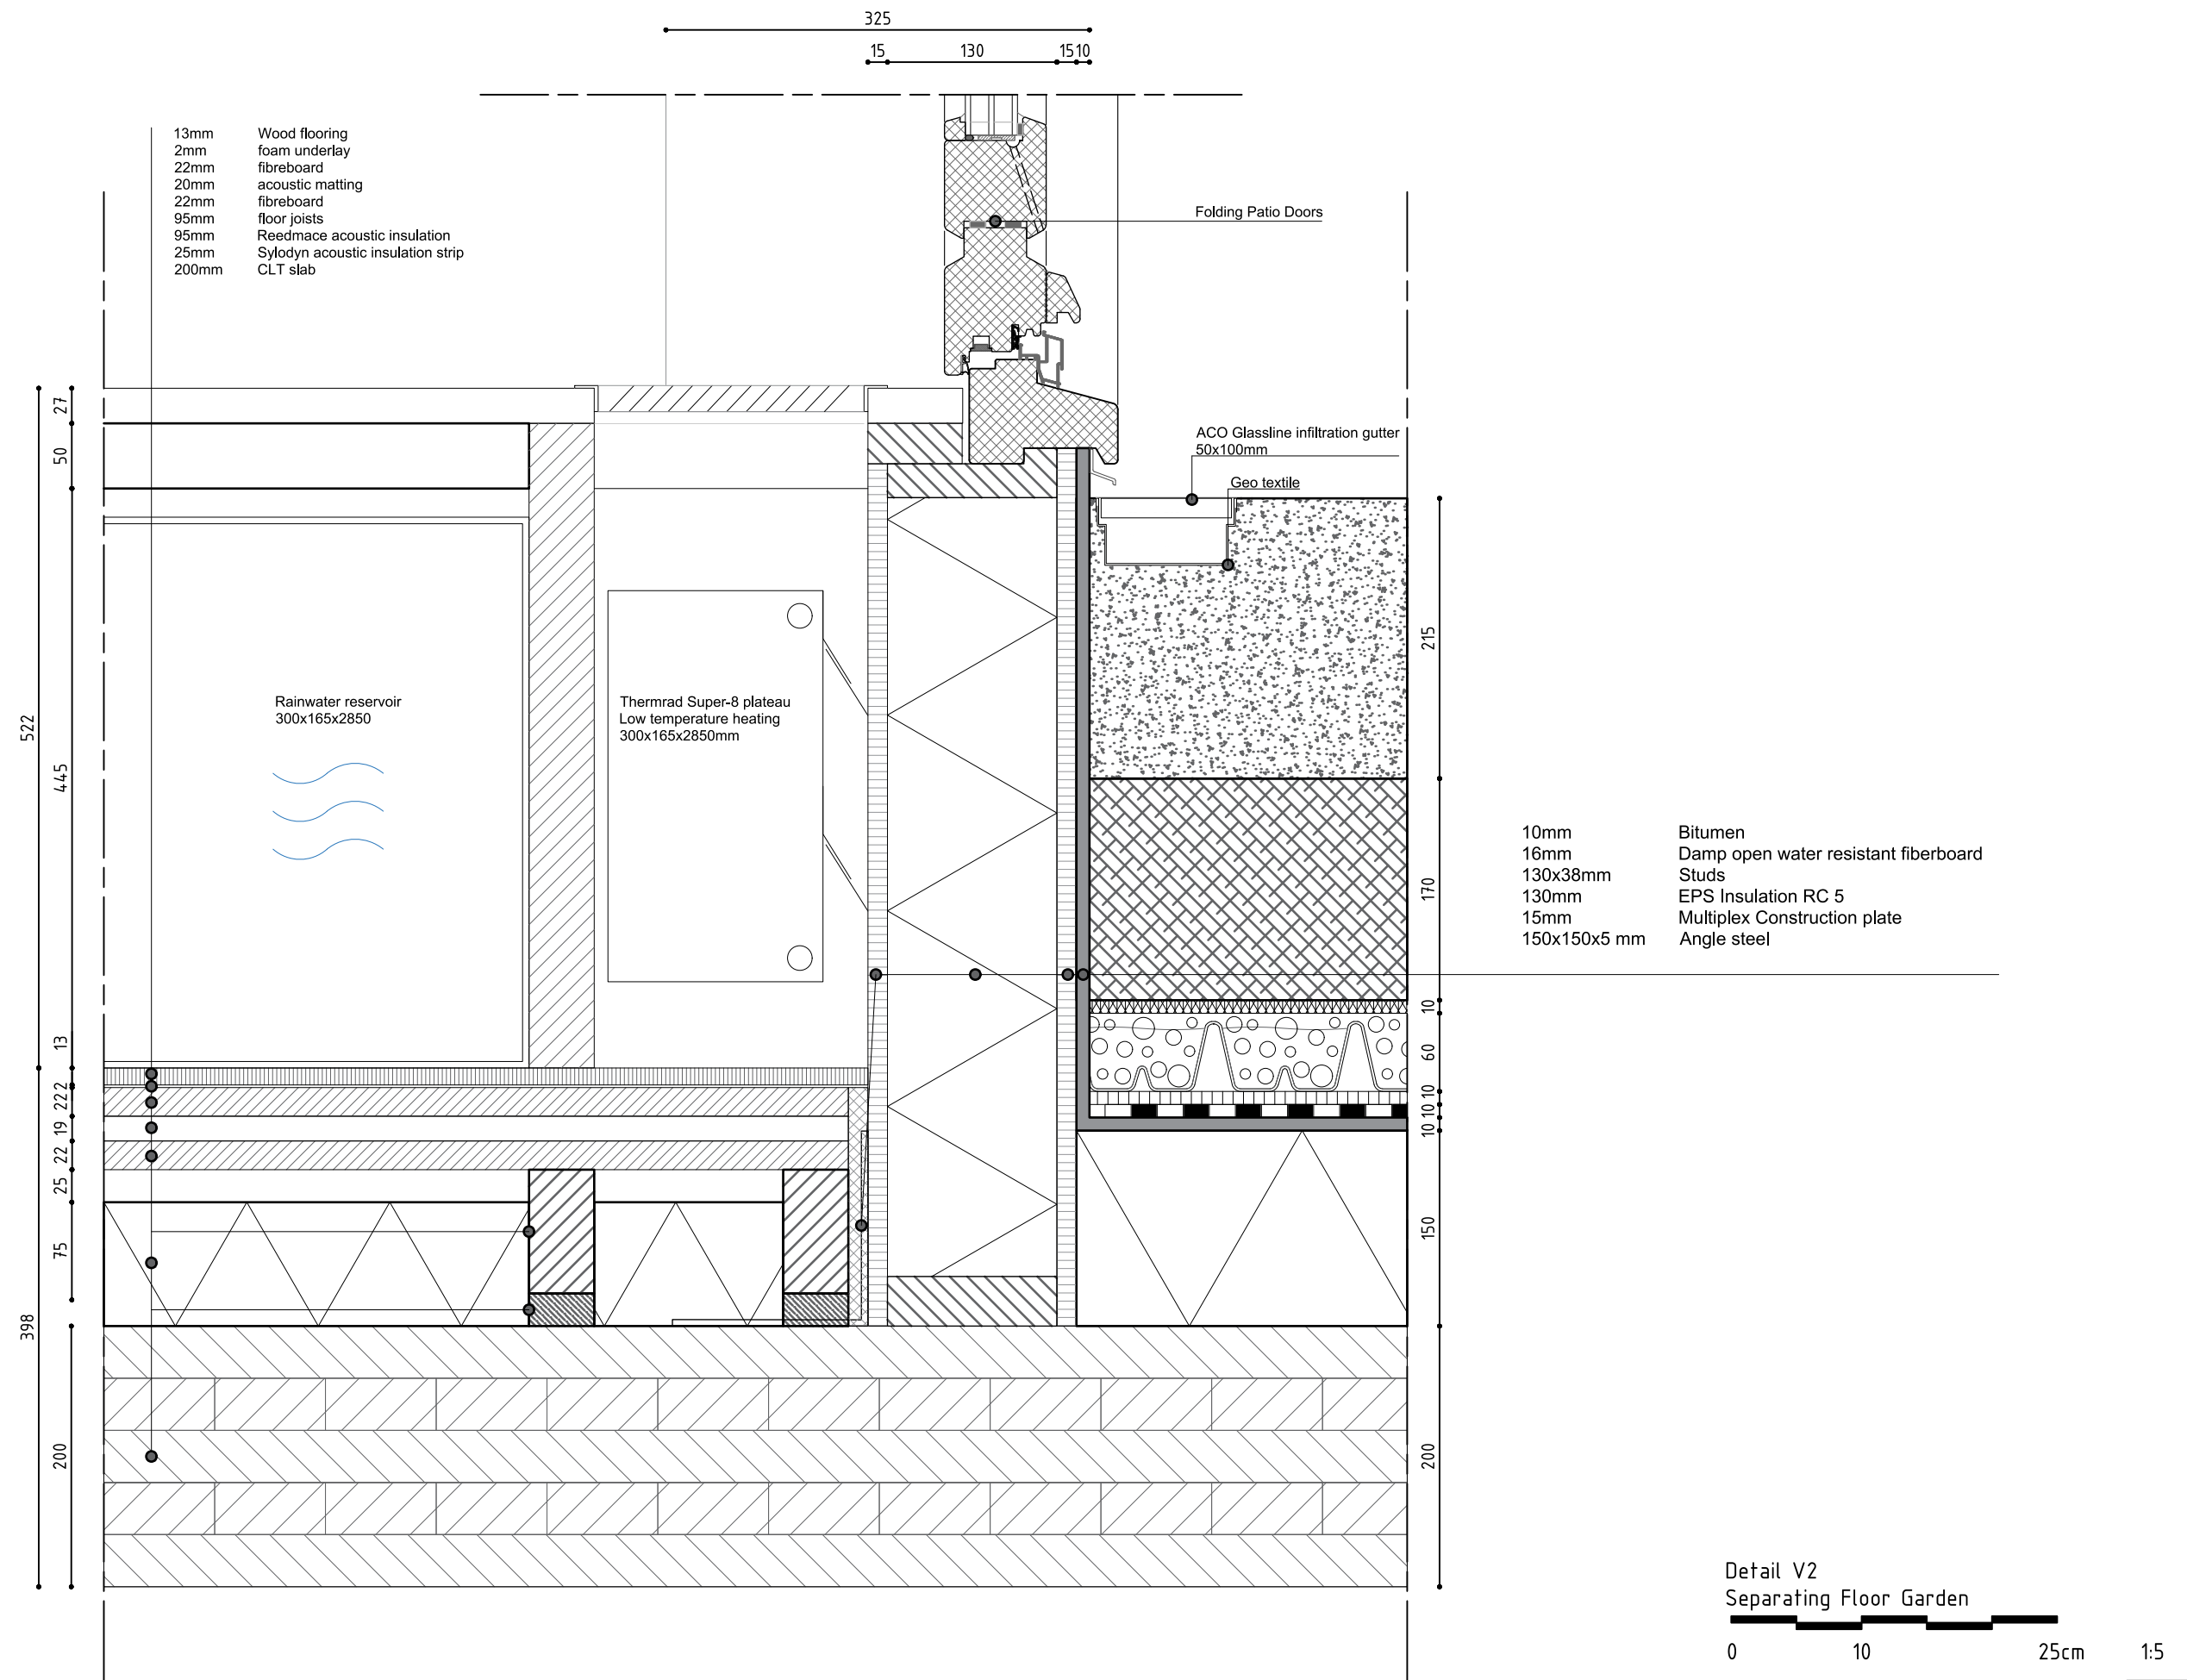 325
15 130 15 10
13mm Wood flooring
2mm foam underlay
22mm fibreboard
20mm acoustic matting
22mm fibreboard
95mm floor joists
95mm Reedmace acoustic insulation
25mm Sylodyn acoustic insulation strip
200mm CLT slab
Folding Patio Doors
ACO Glassline infiltration gutter
50x100mm
Geo textile
27
50
522
445
13
222
19
22
25
75
398
200
Rainwater reservoir
300x165x2850
Thermrad Super-8 plateau
Low temperature heating
300x165x2850mm
215
170
10
60
10
10
10
150
200
10mm Bitumen
16mm Damp open water resistant fiberboard
130x38mm Studs
130mm EPS Insulation RC 5
15mm Multiplex Construction plate
150x150x5 mm Angle steel
Detail V2
Separating Floor Garden
0 10 25cm 1:5